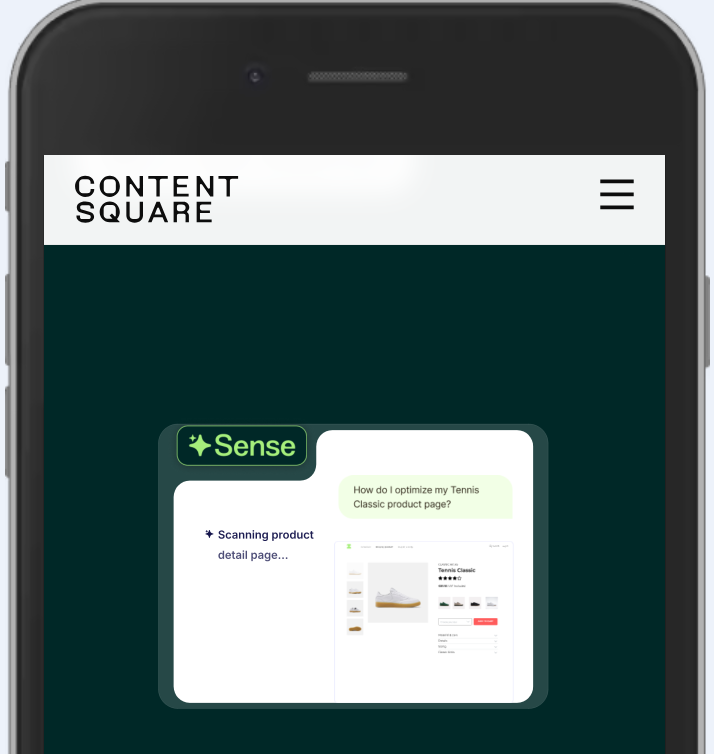 CONTENT
SQUARE
Sense
How do I optimize my Tennis
Classic product page?
Scanning product
detail page...
Tennis Classic